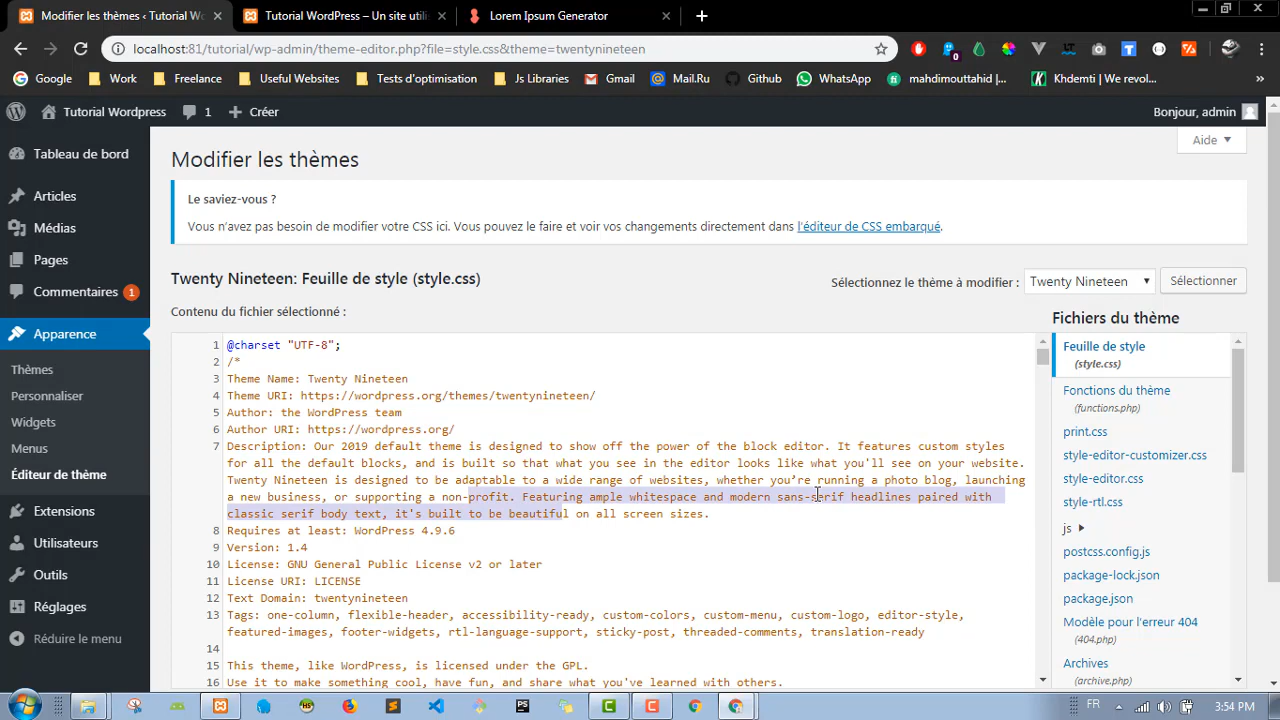 Modifier les thèmes ‹ Tutorial Wo
Tutorial WordPress – Un site utili
Lorem Ipsum Generator
localhost:81/tutorial/wp-admin/theme-editor.php?file=style.css&theme=twentynineteen
0
Google
Work
Freelance
Useful Websites
Tests d'optimisation
Js Libraries
Gmail
Mail.Ru
Github
WhatsApp
mahdimouttahid |
Khdemti | We revol
Tutorial Wordpress
1
Créer
Bonjour, admin
Tableau de bord
Articles
Médias
Pages
Commentaires 1
Apparence
Thèmes
Personnaliser
Widgets
Menus
Éditeur de thème
Extensions
Utilisateurs
Outils
Réglages
Réduire le menu
Aide
Modifier les thèmes
Le saviez-vous ?
Vous n'avez pas besoin de modifier votre CSS ici. Vous pouvez le faire et voir vos changements directement dans l'éditeur de CSS embarqué.
Twenty Nineteen: Feuille de style (style.css)
Sélectionnez le thème à modifier : Twenty Nineteen Sélectionner
Contenu du fichier sélectionné :
1 @charset "UTF-8";
2 /*
3 Theme Name: Twenty Nineteen
4 Theme URI: https://wordpress.org/themes/twentynineteen/
5 Author: the WordPress team
6 Author URI: https://wordpress.org/
7 Description: Our 2019 default theme is designed to show off the power of the block editor. It features custom styles
for all the default blocks, and is built so that what you see in the editor looks like what you'll see on your website.
Twenty Nineteen is designed to be adaptable to a wide range of websites, whether you're running a photo blog, launching
a new business, or supporting a non-profit. Featuring ample whitespace and modern sans-serif headlines paired with
classic serif body text, it's built to be beautiful on all screen sizes.
8 Requires at least: WordPress 4.9.6
9 Version: 1.4
10 License: GNU General Public License v2 or later
11 License URI: LICENSE
12 Text Domain: twentynineteen
13 Tags: one-column, flexible-header, accessibility-ready, custom-colors, custom-menu, custom-logo, editor-style,
featured-images, footer-widgets, rtl-language-support, sticky-post, threaded-comments, translation-ready
14
15 This theme, like WordPress, is licensed under the GPL.
16 Use it to make something cool, have fun, and share what you've learned with others.
Fichiers du thème
Feuille de style
(style.css)
Fonctions du thème
(functions.php)
print.css
style-editor-customizer.css
style-editor.css
style-rtl.css
js
postcss.config.js
package-lock.json
package.json
Modèle pour l'erreur 404
(404.php)
Archives
(archive.php)
FR
3:54 PM